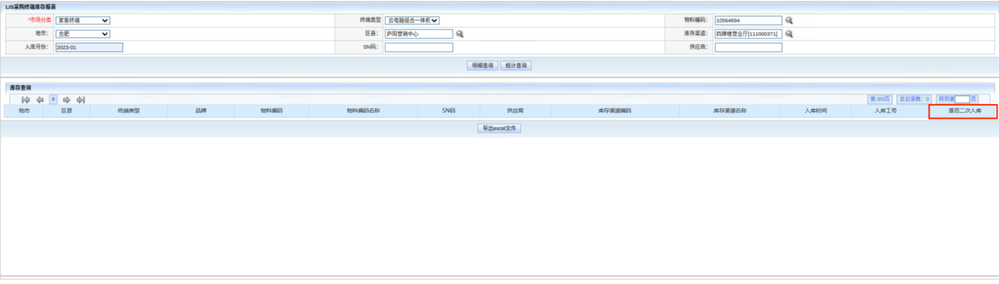 LIS采购终端库存报表
*市场分类 家客终端 终端类型 云电脑组合一体机 物料编码: 10564694
地市: 合肥 区县: 庐阳营销中心 库存渠道: 四牌楼营业厅[111000371]
入库月份: 2023-01 SN码: 供应商:
明细查询 统计查询
库存查询
0 第 0/0页 总记录数: 0 转到第 页
地市 区县 终端类型 品牌 物料编码 物料编码名称 SN码 供应商 库存渠道编码 库存渠道名称 入库时间 入库工号 是否二次入库
导出excel文件